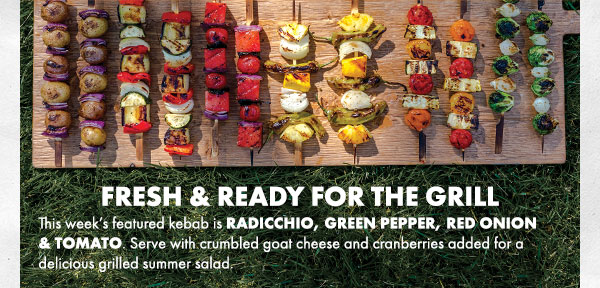 FRESH & READY FOR THE GRILL
This week's featured kebab is RADICCHIO, GREEN PEPPER, RED ONION
& TOMATO. Serve with crumbled goat cheese and cranberries added for a
delicious grilled summer salad.